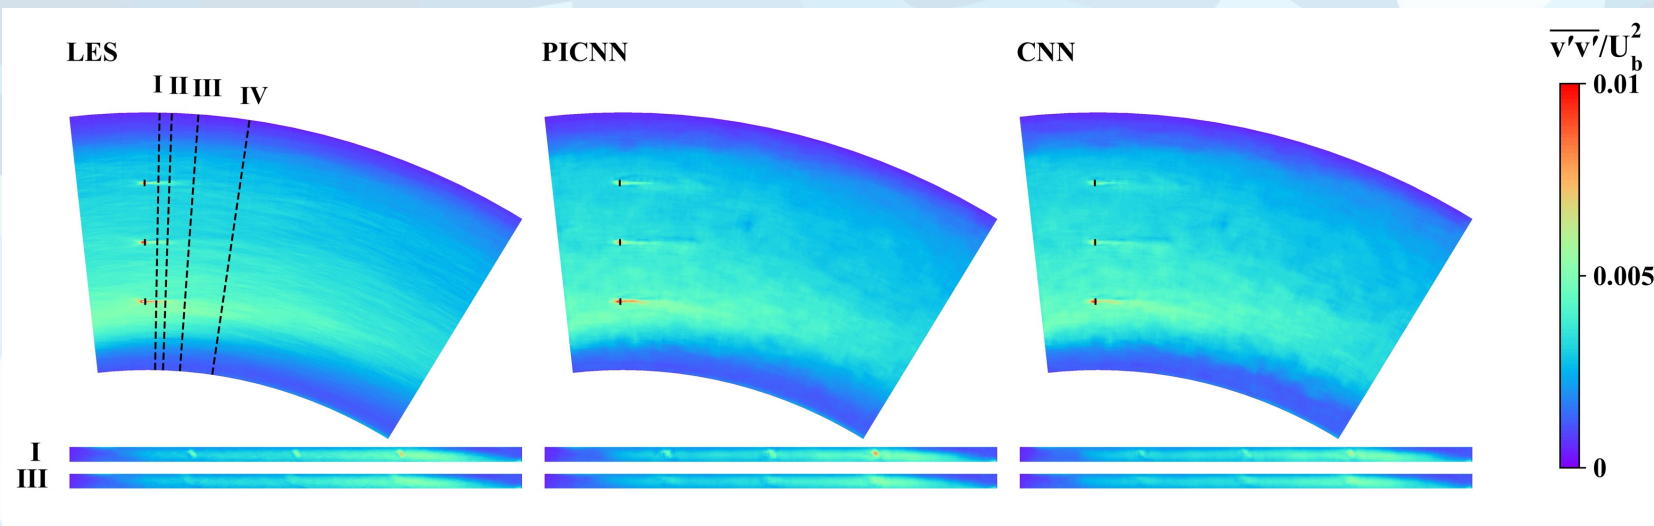 LES
PICNN
CNN
v′v′/U_b^2
I II III IV
0.01
0.005
0
I
III